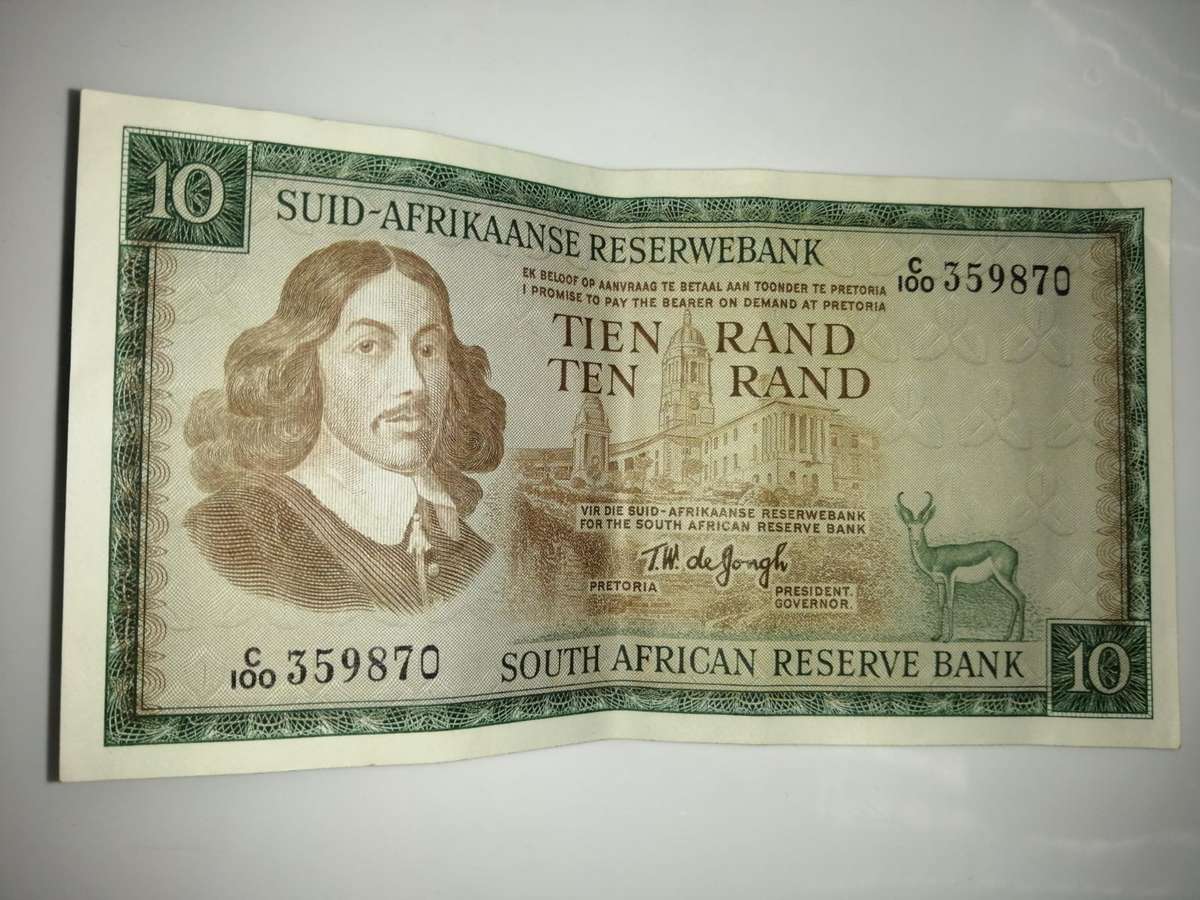 10
SUID-AFRIKAANSE RESERWEBANK
EK BELOOF OP AANVRAAG TE BETAAL AAN TOONDER TE PRETORIA
I PROMISE TO PAY THE BEARER ON DEMAND AT PRETORIA
C/100 359870
TIEN RAND
TEN RAND
VIR DIE SUID-AFRIKAANSE RESERWEBANK
FOR THE SOUTH AFRICAN RESERVE BANK
T.W. de Jongh
PRETORIA
PRESIDENT.
GOVERNOR.
C/100 359870
SOUTH AFRICAN RESERVE BANK
10